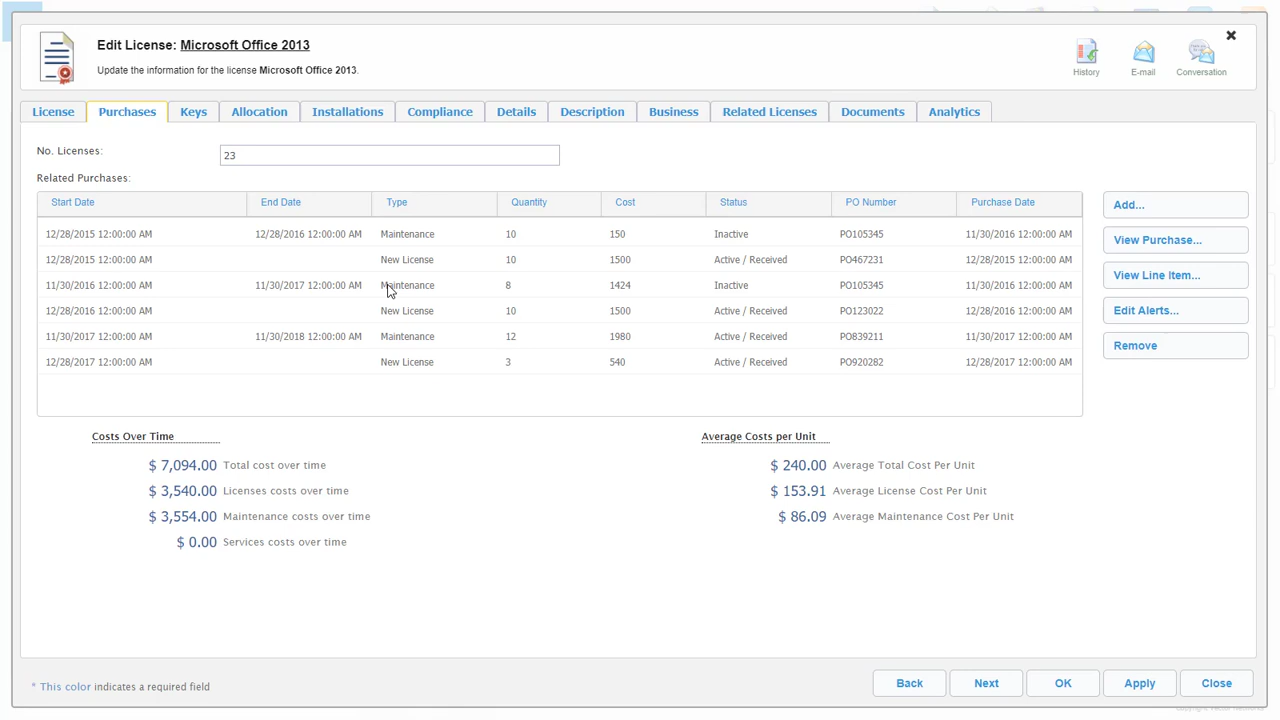 Edit License: Microsoft Office 2013
Update the information for the license Microsoft Office 2013.
History E-mail Conversation
License Purchases Keys Allocation Installations Compliance Details Description Business Related Licenses Documents Analytics
No. Licenses: 23
Related Purchases:
Start Date End Date Type Quantity Cost Status PO Number Purchase Date
12/28/2015 12:00:00 AM 12/28/2016 12:00:00 AM Maintenance 10 150 Inactive PO105345 11/30/2016 12:00:00 AM
12/28/2015 12:00:00 AM New License 10 1500 Active / Received PO467231 12/28/2015 12:00:00 AM
11/30/2016 12:00:00 AM 11/30/2017 12:00:00 AM Maintenance 8 1424 Inactive PO105345 11/30/2016 12:00:00 AM
12/28/2016 12:00:00 AM New License 10 1500 Active / Received PO123022 12/28/2016 12:00:00 AM
11/30/2017 12:00:00 AM 11/30/2018 12:00:00 AM Maintenance 12 1980 Active / Received PO839211 11/30/2017 12:00:00 AM
12/28/2017 12:00:00 AM New License 3 540 Active / Received PO920282 12/28/2017 12:00:00 AM
Add...
View Purchase...
View Line Item...
Edit Alerts...
Remove
Costs Over Time
$ 7,094.00 Total cost over time
$ 3,540.00 Licenses costs over time
$ 3,554.00 Maintenance costs over time
$ 0.00 Services costs over time
Average Costs per Unit
$ 240.00 Average Total Cost Per Unit
$ 153.91 Average License Cost Per Unit
$ 86.09 Average Maintenance Cost Per Unit
* This color indicates a required field
Back Next OK Apply Close